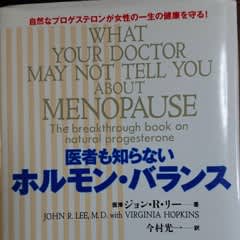 自然なプロゲステロンが女性の一生の健康を守る!
WHAT
YOUR DOCTOR
MAY NOT TELL YOU
ABOUT
MENOPAUSE
The breakthrough book on
natural progesterone
医者も知らない
ホルモン・バランス
医博 ジョン・R・リー 著
JOHN R. LEE, M.D. with VIRGINIA HOPKINS
今村光一 訳